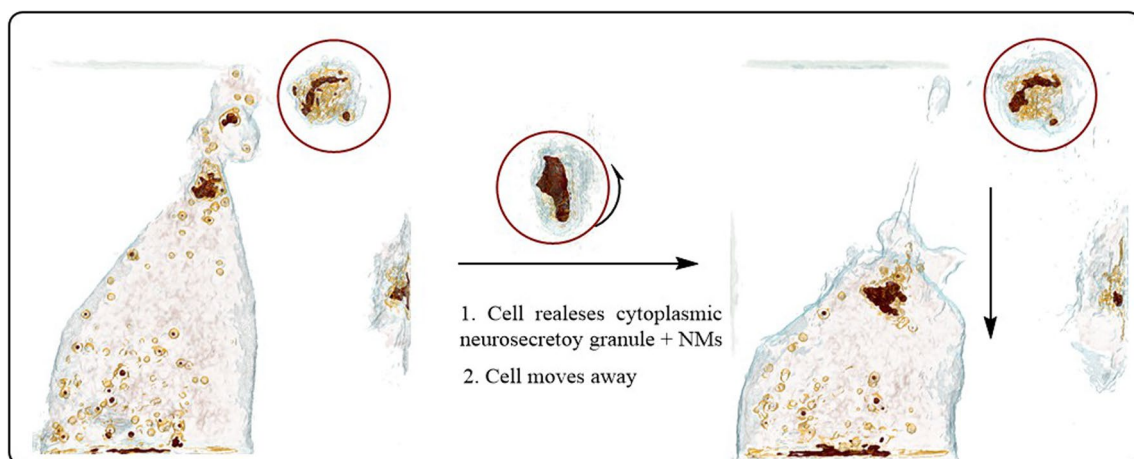 1. Cell realeses cytoplasmic
neurosecretoy granule + NMs
2. Cell moves away